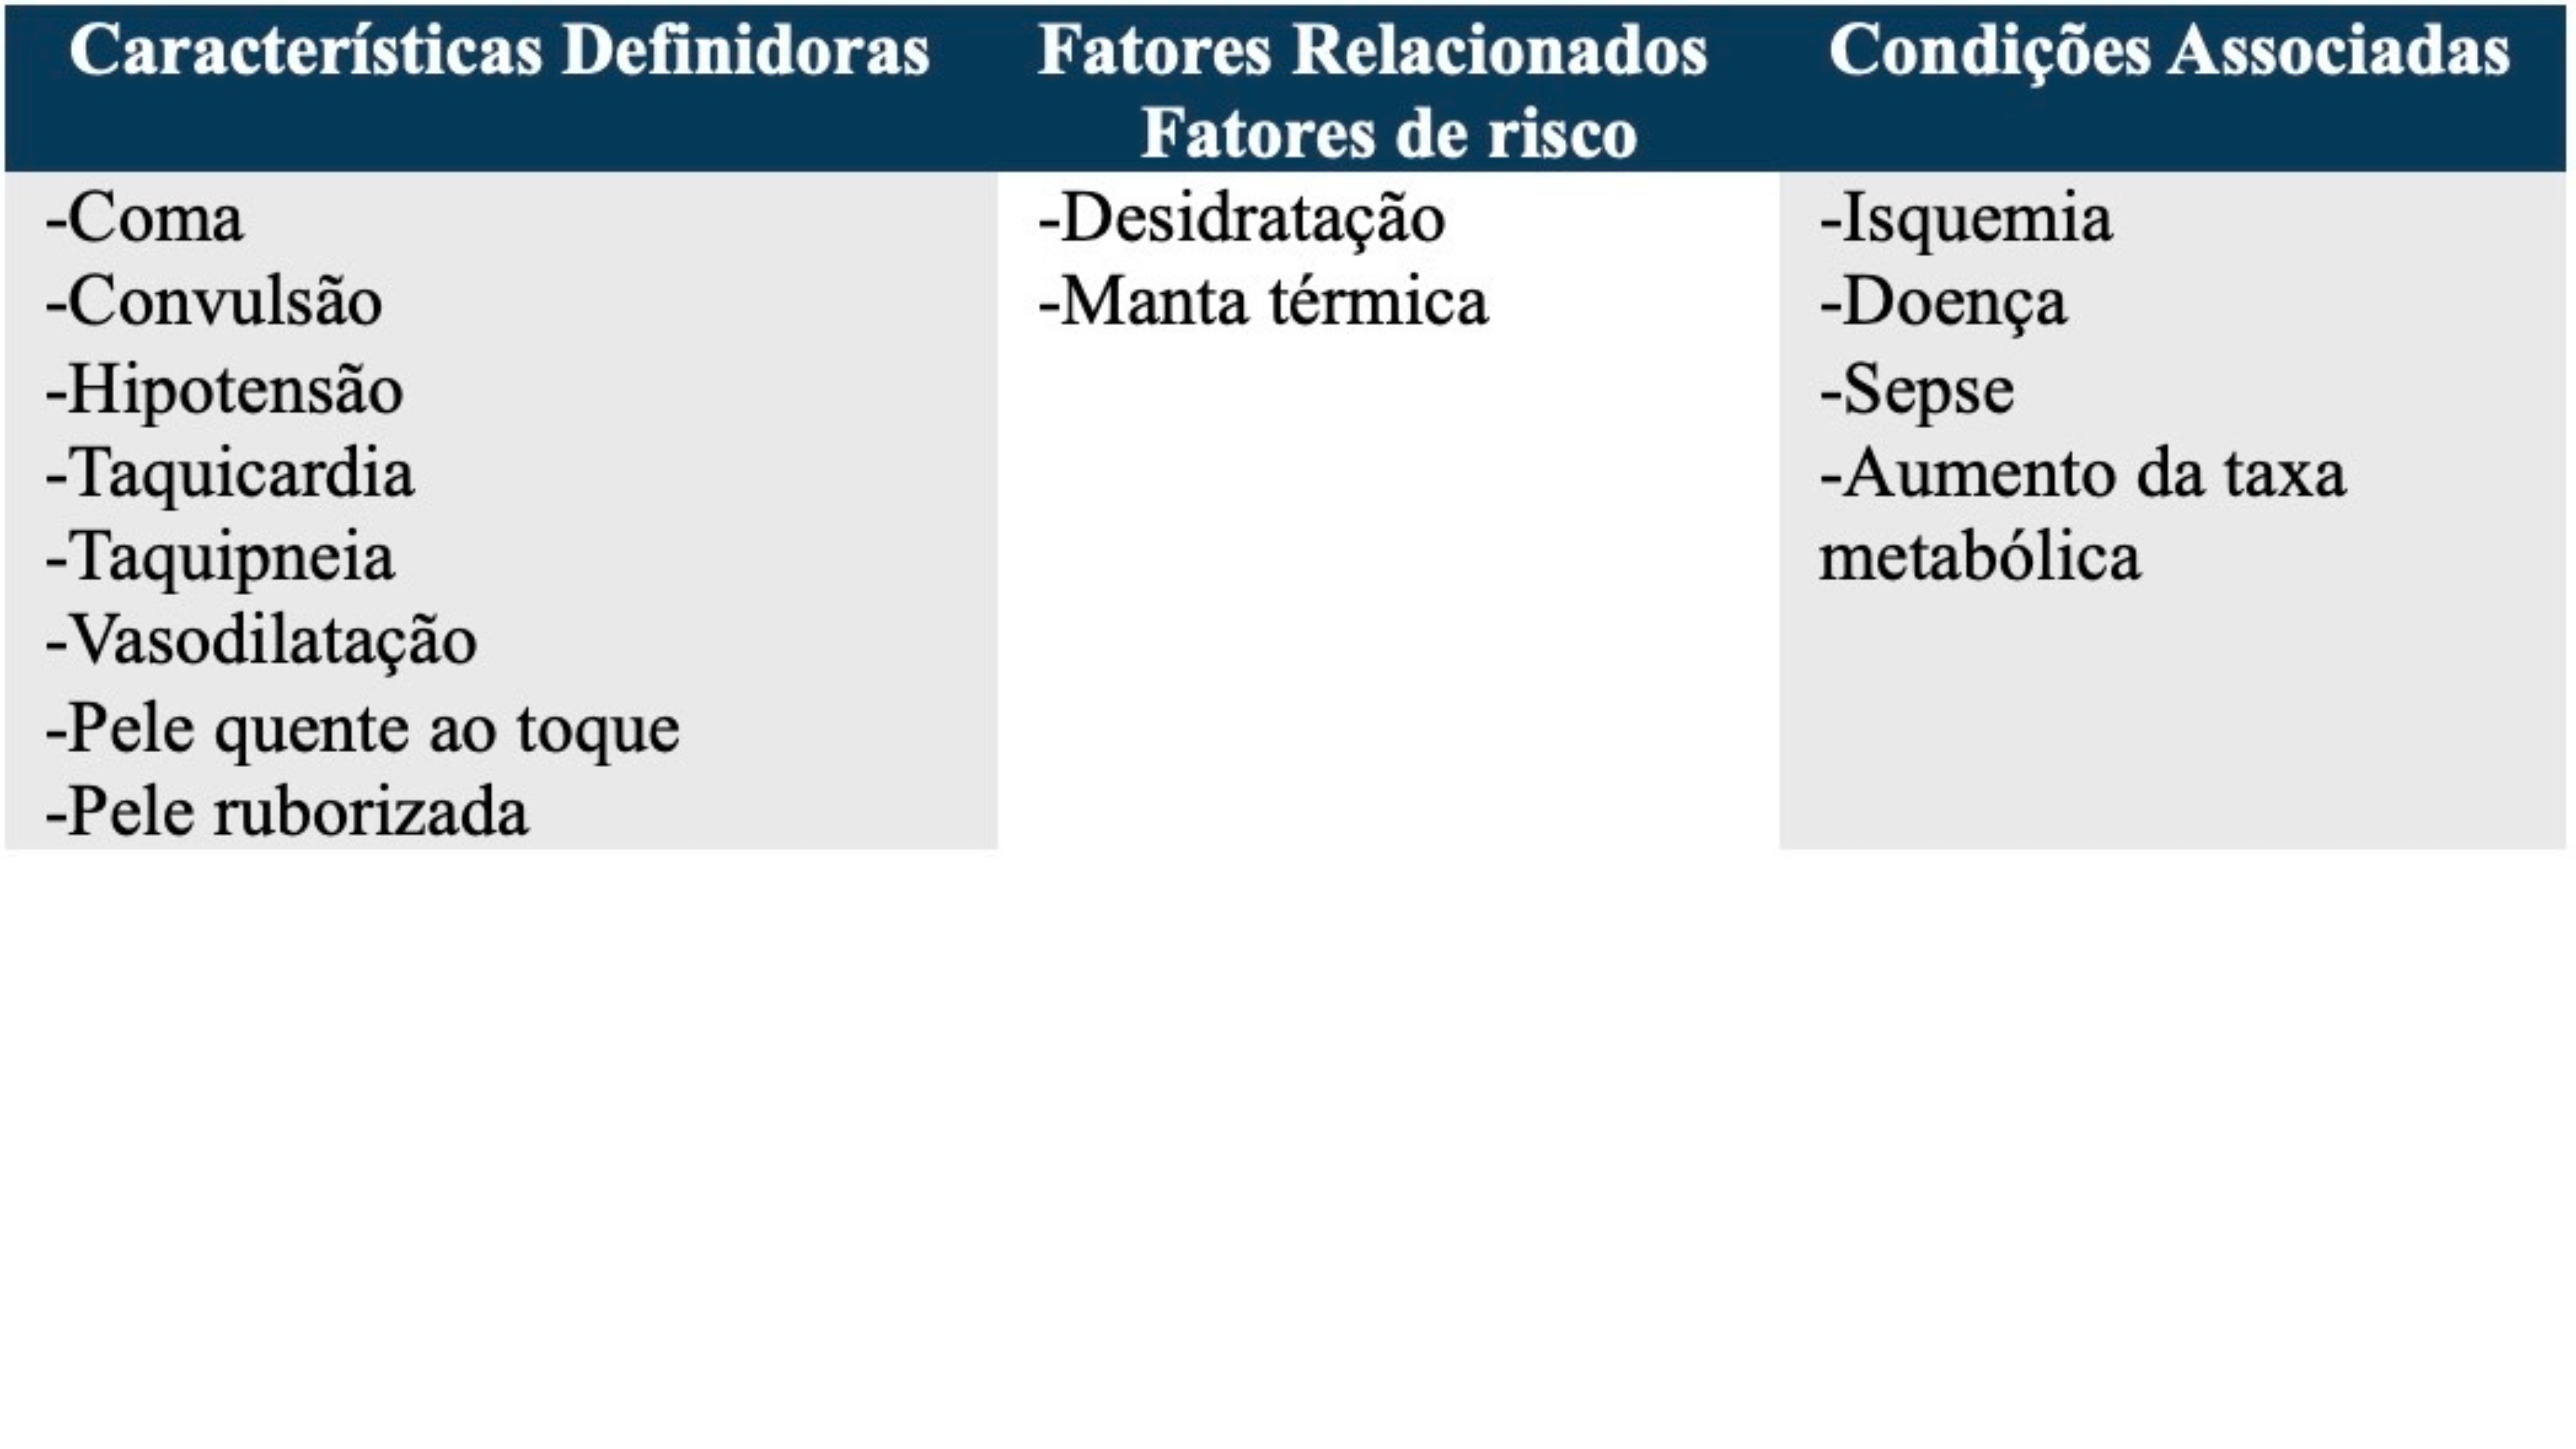 Características Definidoras
Fatores Relacionados
Fatores de risco
Condições Associadas
-Coma
-Convulsão
-Hipotensão
-Taquicardia
-Taquipneia
-Vasodilatação
-Pele quente ao toque
-Pele ruborizada
-Desidratação
-Manta térmica
-Isquemia
-Doença
-Sepse
-Aumento da taxa
metabólica